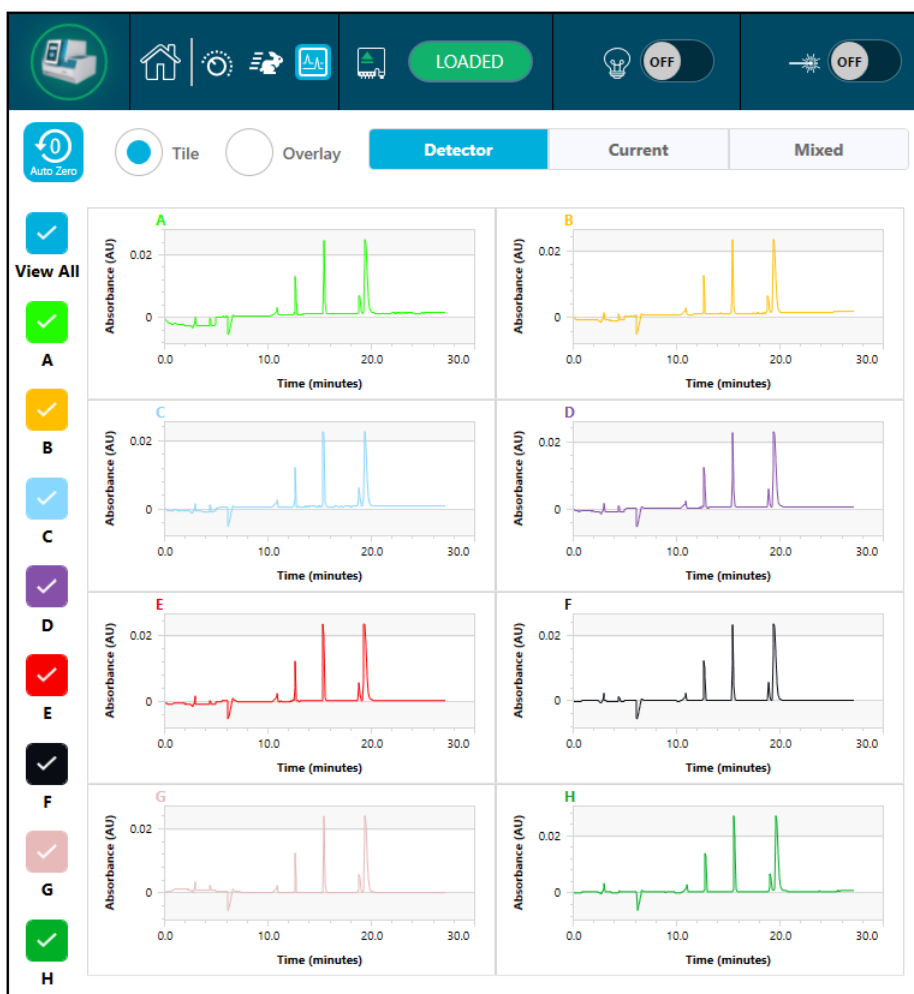 LOADED
OFF
OFF
0
Auto Zero
Tile
Overlay
Detector
Current
Mixed
View All
A
B
C
D
E
F
G
H
A
Absorbance (AU)
0.02
0
0.0
10.0
20.0
30.0
Time (minutes)
B
Absorbance (AU)
0.02
0
0.0
10.0
20.0
30.0
Time (minutes)
C
Absorbance (AU)
0.02
0
0.0
10.0
20.0
30.0
Time (minutes)
D
Absorbance (AU)
0.02
0
0.0
10.0
20.0
30.0
Time (minutes)
E
Absorbance (AU)
0.02
0
0.0
10.0
20.0
30.0
Time (minutes)
F
Absorbance (AU)
0.02
0
0.0
10.0
20.0
30.0
Time (minutes)
G
Absorbance (AU)
0.02
0
0.0
10.0
20.0
30.0
Time (minutes)
H
Absorbance (AU)
0.02
0
0.0
10.0
20.0
30.0
Time (minutes)